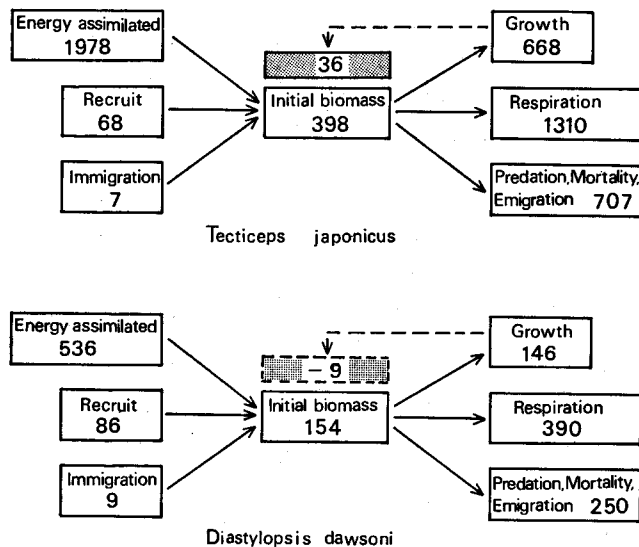 Energy assimilated
1978
Recruit
68
Immigration
7
36
Initial biomass
398
Growth
668
Respiration
1310
Predation, Mortality,
Emigration 707
Tecticeps japonicus
Energy assimilated
536
Recruit
86
Immigration
9
- 9
Initial biomass
154
Growth
146
Respiration
390
Predation, Mortality,
Emigration 250
Diastylopsis dawsoni